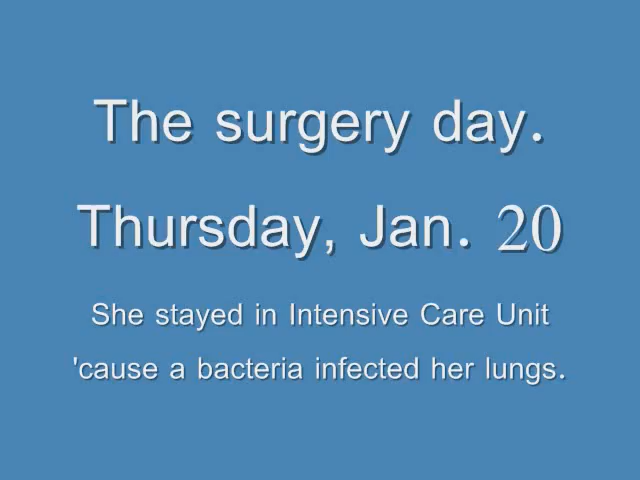 The surgery day.
Thursday, Jan. 20
She stayed in Intensive Care Unit
'cause a bacteria infected her lungs.